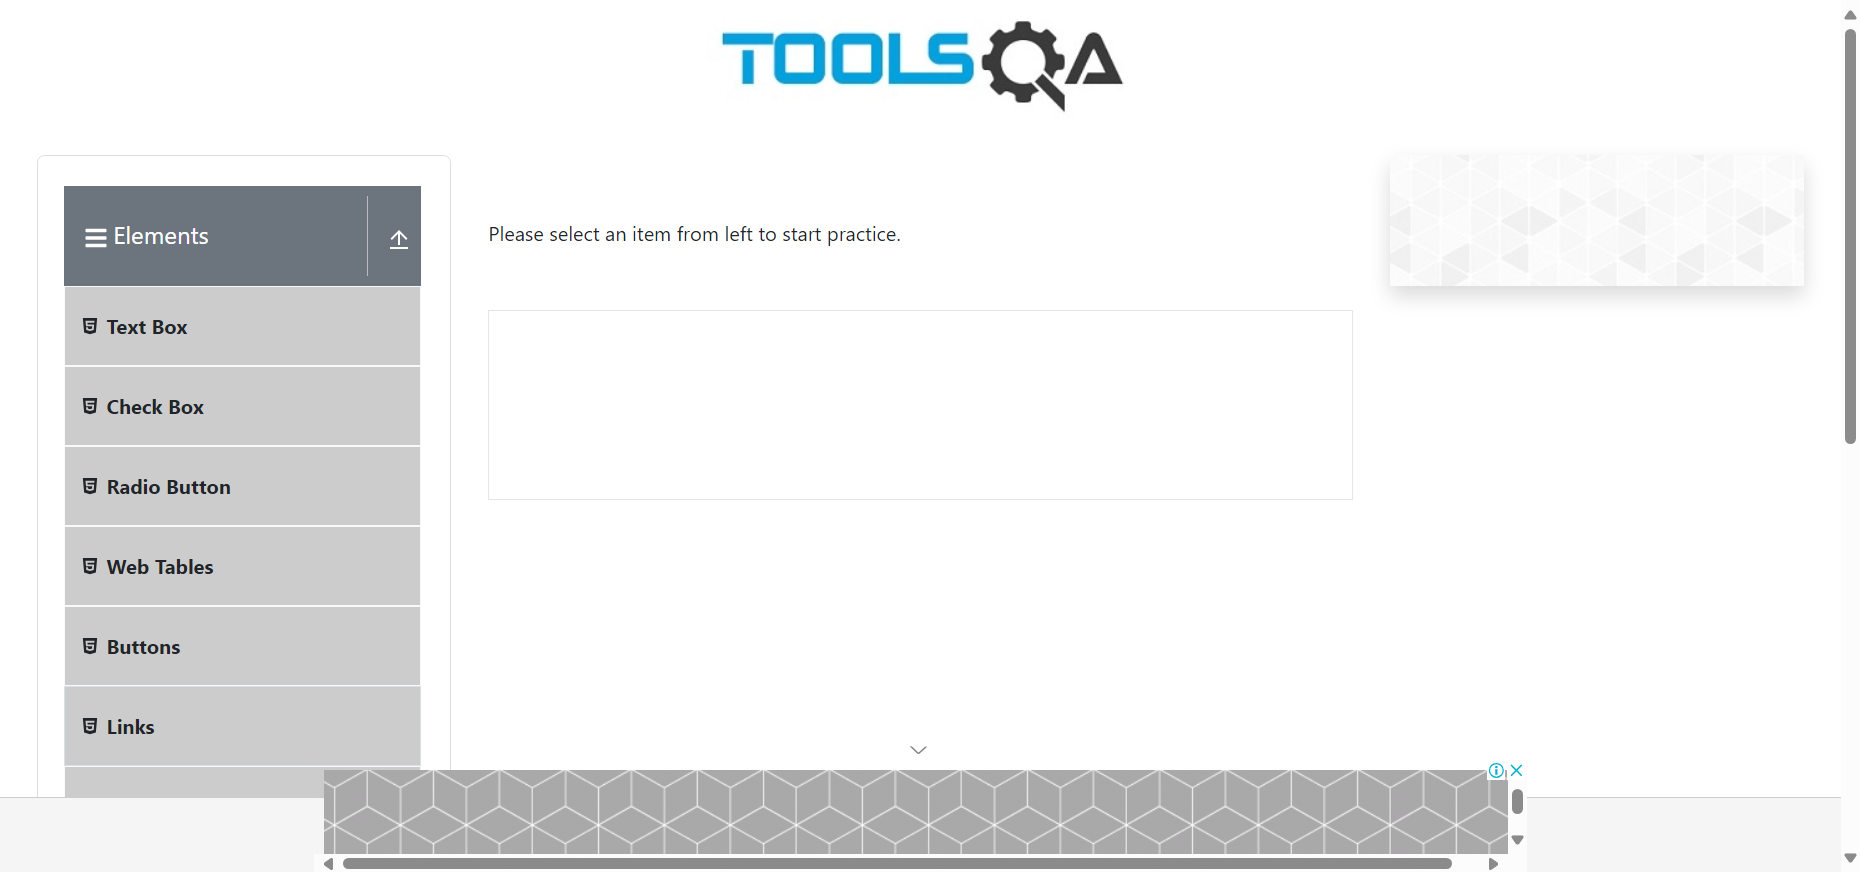 TOOLSQA
Elements
Please select an item from left to start practice.
Text Box
Check Box
Radio Button
Web Tables
Buttons
Links